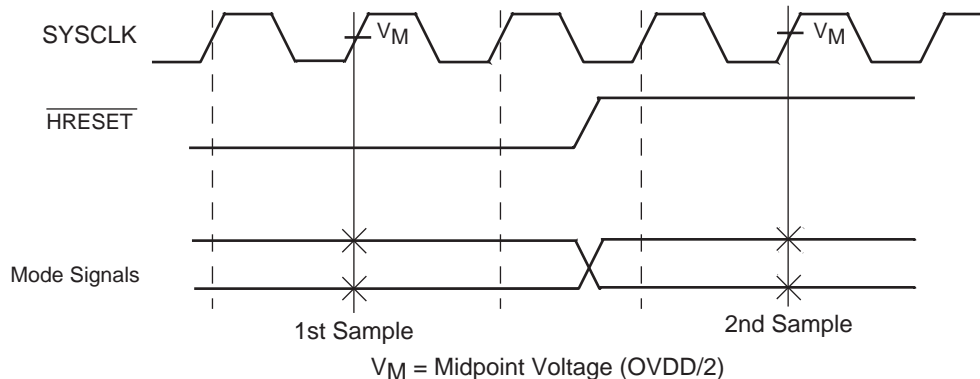 SYSCLK
VM
VM
HRESET
Mode Signals
1st Sample
2nd Sample
VM = Midpoint Voltage (OVDD/2)